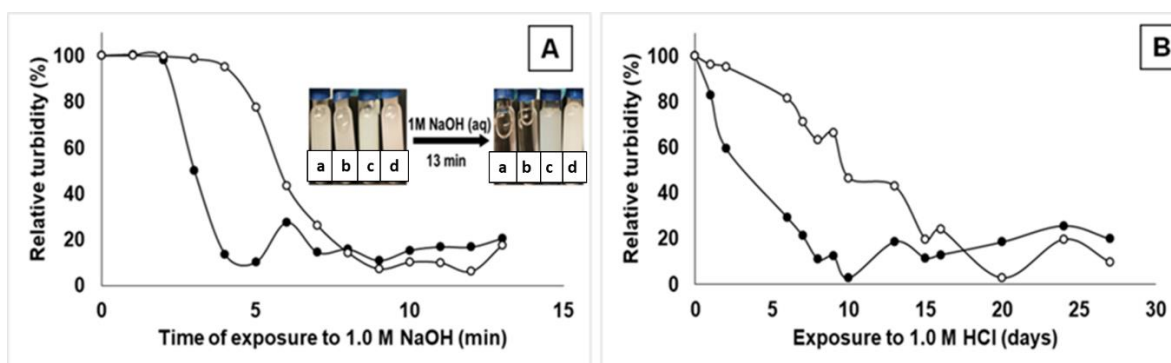 A
Relative turbidity (%)
100
80
60
40
20
0
0
5
10
15
Time of exposure to 1.0 M NaOH (min)
1M NaOH (aq)
13 min
a b c d
a b c d
B
Relative turbidity (%)
100
80
60
40
20
0
0
5
10
15
20
25
30
Exposure to 1.0 M HCl (days)